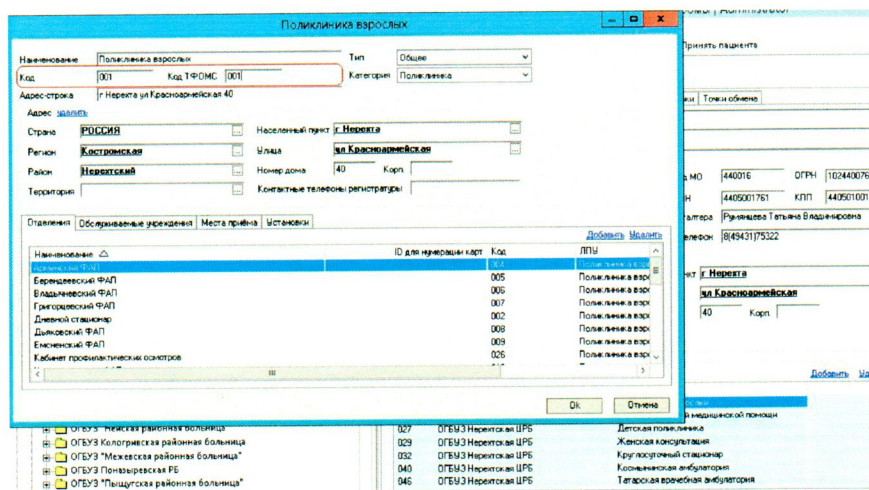 Поликлиника взрослых
Administrator
Принять пациента
Наименование Поликлиника взрослых Тип Общее
Код 001 Код ТФОМС 001 Категория Поликлиника
Адрес-строка г Нерехта ул Красноармейская 40
Точки обмена
Адрес удалить
Страна РОССИЯ Населенный пункт г Нерехта
Регион Костромская Улица ул Красноармейская
Район Нерехтский Номер дома 40 Корп.
Территория Контактные телефоны регистратуры
МО 440016 ОГРН 102440076
4405001761 КПП 440501001
Румянцева Татьяна Владимировна
8(49431)75322
г Нерехта
ул Красноармейская
40 Корп.
Отделения Обслуживаемые учреждения Места приёма Установки
Добавить Удалить
Наименование ID для нумерации карт Код ЛПУ
004
Берендеевский ФАП 005 Поликлиника взро
Владычневский ФАП 006 Поликлиника взро
Григорцевский ФАП 007 Поликлиника взро
Дневной стационар 002 Поликлиника взро
Дьяковский ФАП 008 Поликлиника взро
Емсненский ФАП 009 Поликлиника взро
Кабинет профилактических осмотров 026 Поликлиника взро
Ok Отмена
Добавить
медицинской помощи
ОГБУЗ "Нейская районная больница" 027 ОГБУЗ Нерехтская ЦРБ Детская поликлиника
ОГБУЗ Кологривская районная больница 029 ОГБУЗ Нерехтская ЦРБ Женская консультация
ОГБУЗ "Межевская районная больница" 032 ОГБУЗ Нерехтская ЦРБ Круглосуточный стационар
ОГБУЗ Поназыревская РБ 040 ОГБУЗ Нерехтская ЦРБ Космынинская амбулатория
ОГБУЗ "Пыщугская районная больница" 046 ОГБУЗ Нерехтская ЦРБ Татарская врачебная амбулатория